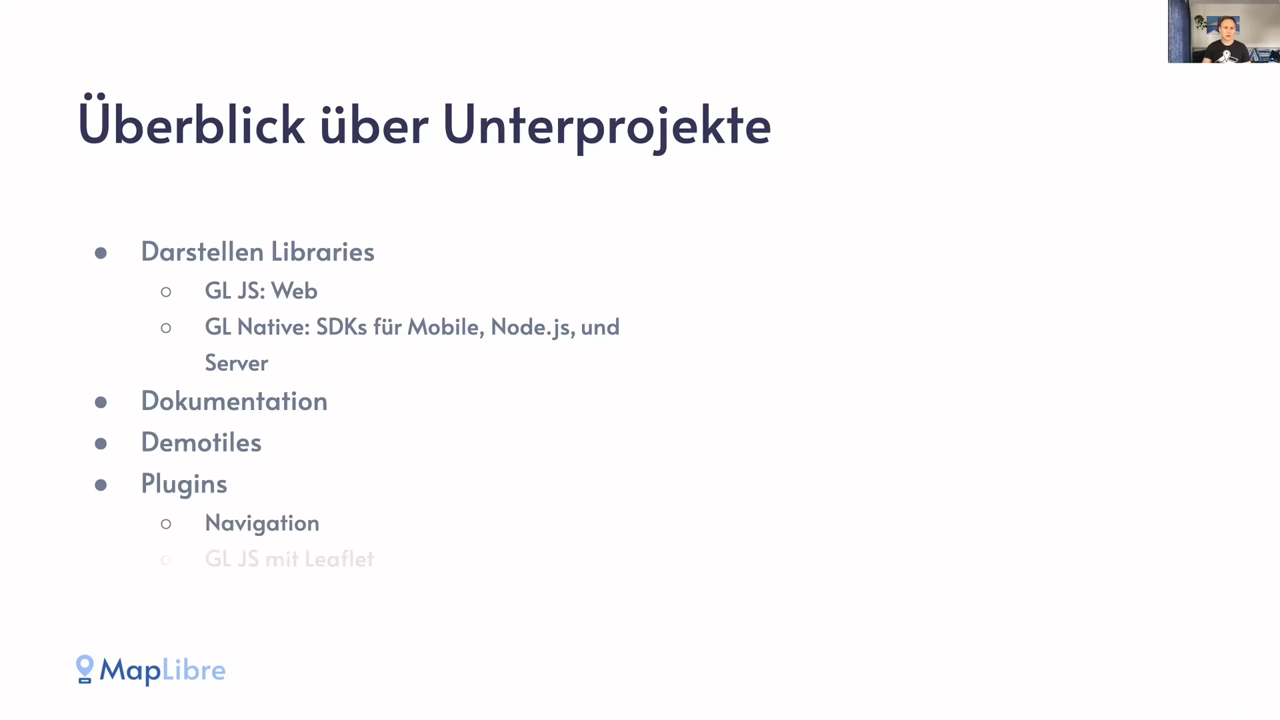 Überblick über Unterprojekte
● Darstellen Libraries
○ GL JS: Web
○ GL Native: SDKs für Mobile, Node.js, und
Server
● Dokumentation
● Demotiles
● Plugins
○ Navigation
○ GL JS mit Leaflet
MapLibre